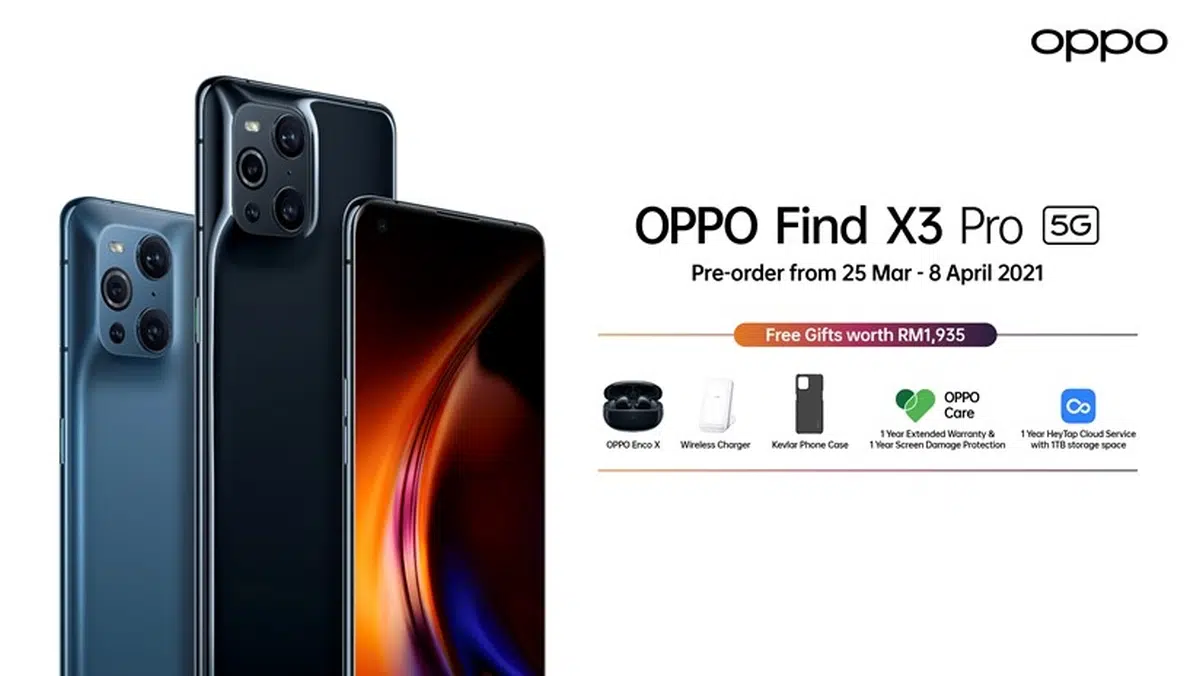 oppo
OPPO Find X3 Pro 5G
Pre-order from 25 Mar - 8 April 2021
Free Gifts worth RM1,935
OPPO Enco X
Wireless Charger
Kevlar Phone Case
OPPO
Care
1 Year Extended Warranty &
1 Year Screen Damage Protection
1 Year HeyTap Cloud Service
with 1TB storage space